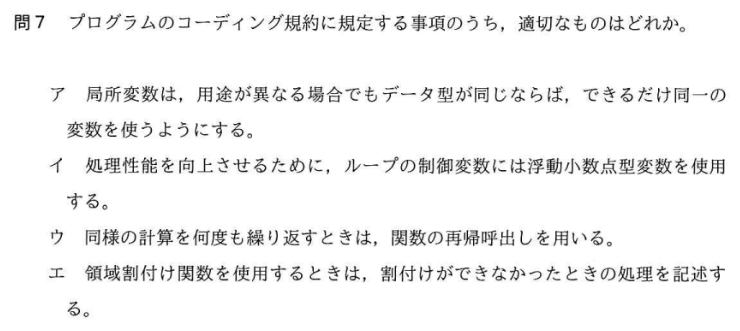 問7　プログラムのコーディング規約に規定する事項のうち，適切なものはどれか。
ア　局所変数は，用途が異なる場合でもデータ型が同じならば，できるだけ同一の
変数を使うようにする。
イ　処理性能を向上させるために，ループの制御変数には浮動小数点型変数を使用
する。
ウ　同様の計算を何度も繰り返すときは，関数の再帰呼出しを用いる。
エ　領域割付け関数を使用するときは，割付けができなかったときの処理を記述す
る。